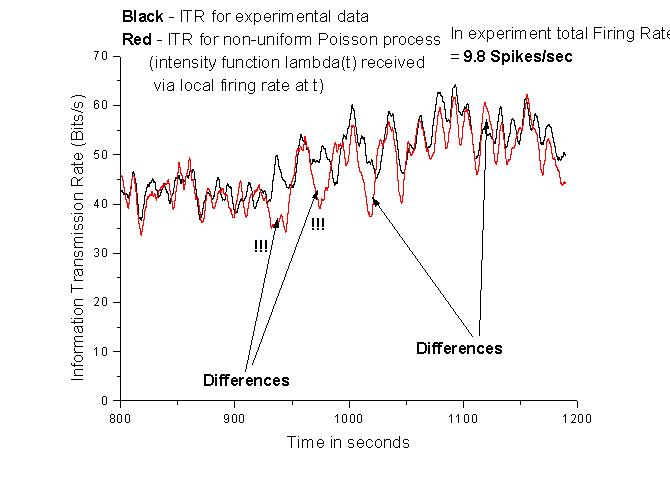 Black - ITR for experimental data
Red - ITR for non-uniform Poisson process
(intensity function lambda(t) received
via local firing rate at t)
In experiment total Firing Rate
= 9.8 Spikes/sec
Information Transmission Rate (Bits/s)
70
60
50
40
30
20
10
0
!!!
!!!
Differences
Differences
800
900
1000
1100
1200
Time in seconds